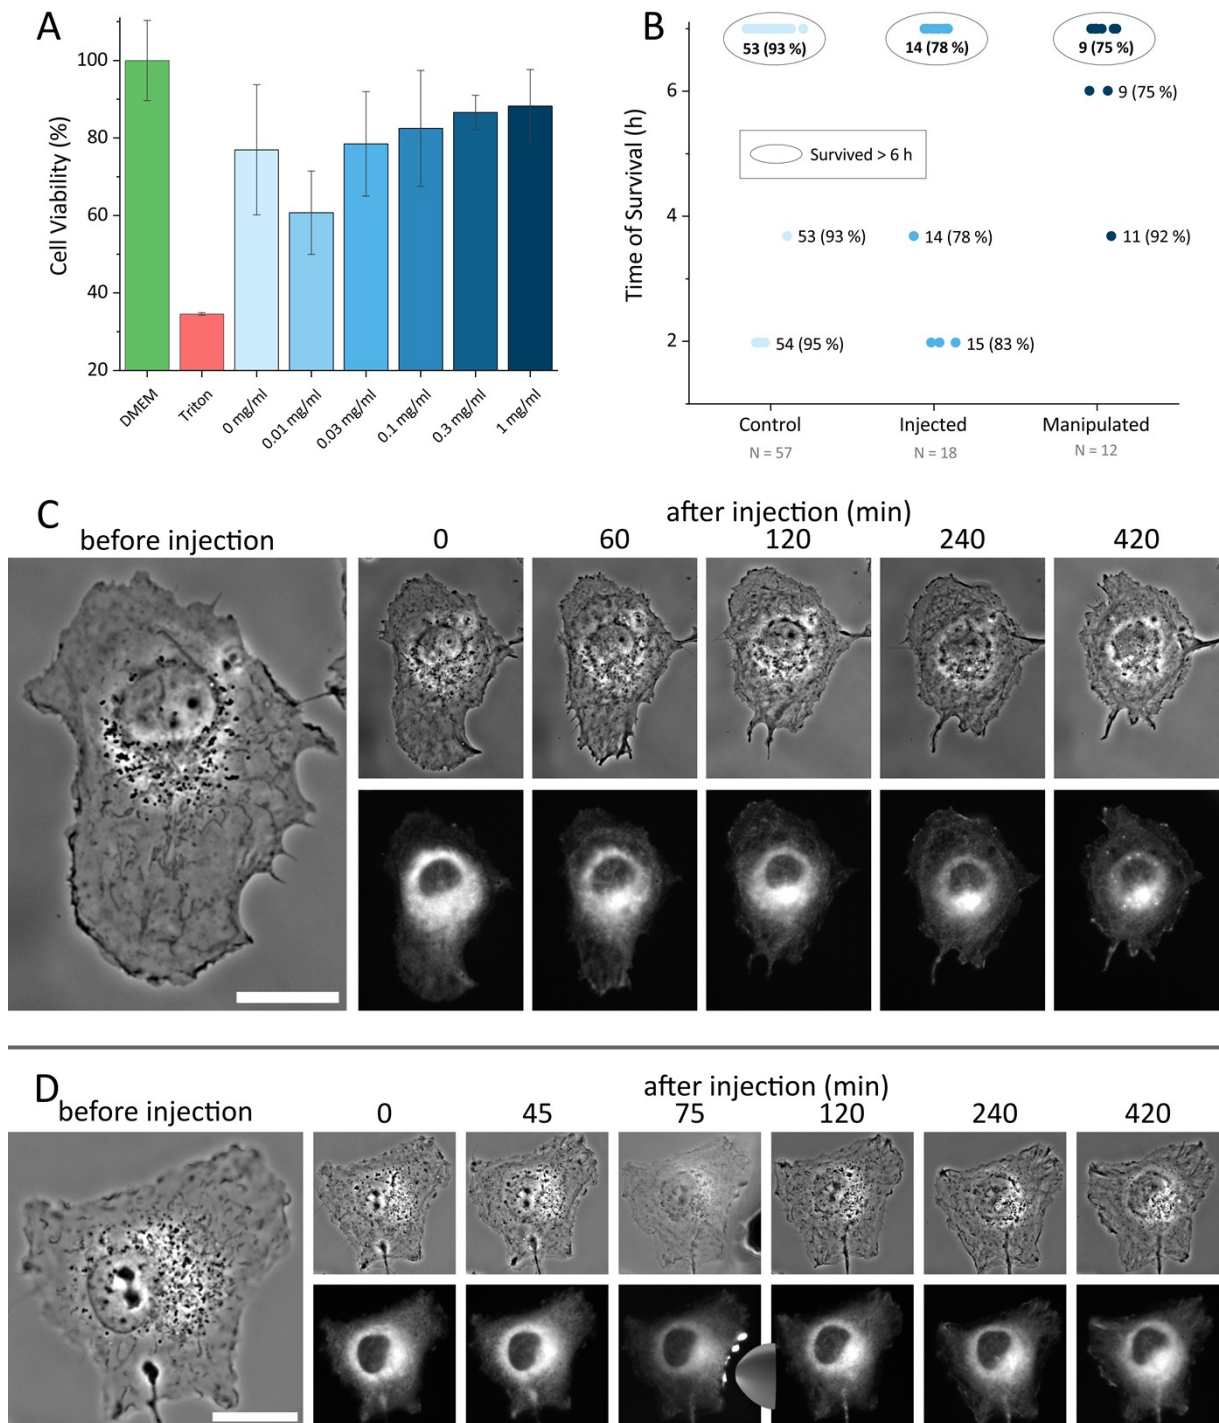 A
Cell Viability (%)
100
80
60
40
20
DMEM
Triton
0 mg/ml
0.01 mg/ml
0.03 mg/ml
0.1 mg/ml
0.3 mg/ml
1 mg/ml
B
Time of Survival (h)
6
4
2
53 (93 %)
14 (78 %)
9 (75 %)
9 (75 %)
Survived > 6 h
53 (93 %)
14 (78 %)
11 (92 %)
54 (95 %)
15 (83 %)
Control
Injected
Manipulated
N = 57
N = 18
N = 12
C
after injection (min)
before injection
0
60
120
240
420
D
after injection (min)
before injection
0
45
75
120
240
420